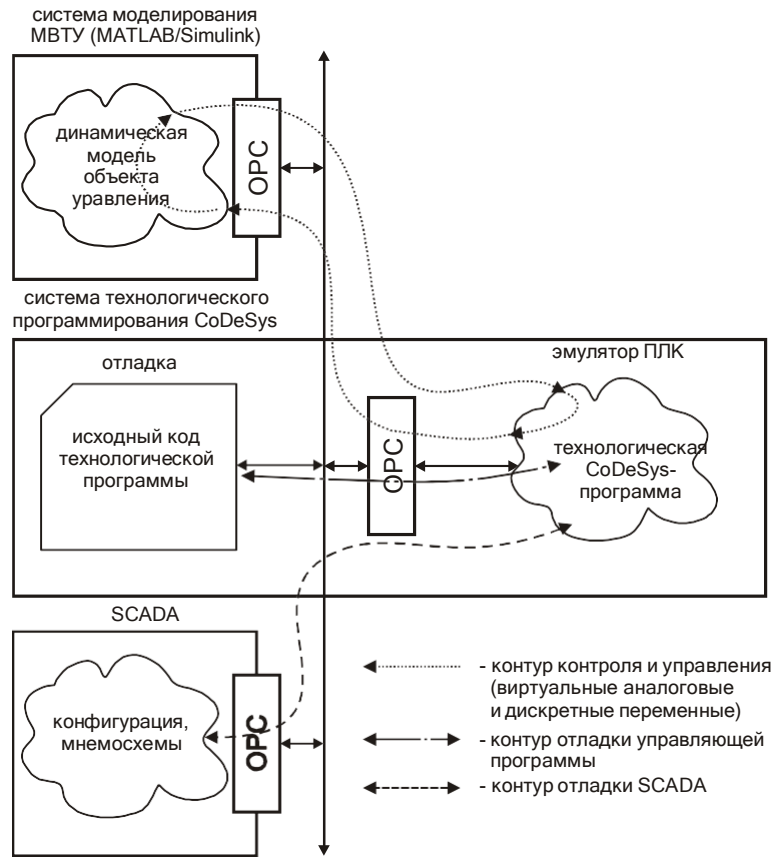 система моделирования
МВТУ (MATLAB/Simulink)
динамическая
модель
объекта
уравления
OPC
система технологического
программирования CoDeSys
отладка
эмулятор ПЛК
исходный код
технологической
программы
OPC
технологическая
CoDeSys-
программа
SCADA
конфигурация,
мнемосхемы
OPC
- контур контроля и управления
(виртуальные аналоговые
и дискретные переменные)
- контур отладки управляющей
программы
- контур отладки SCADA